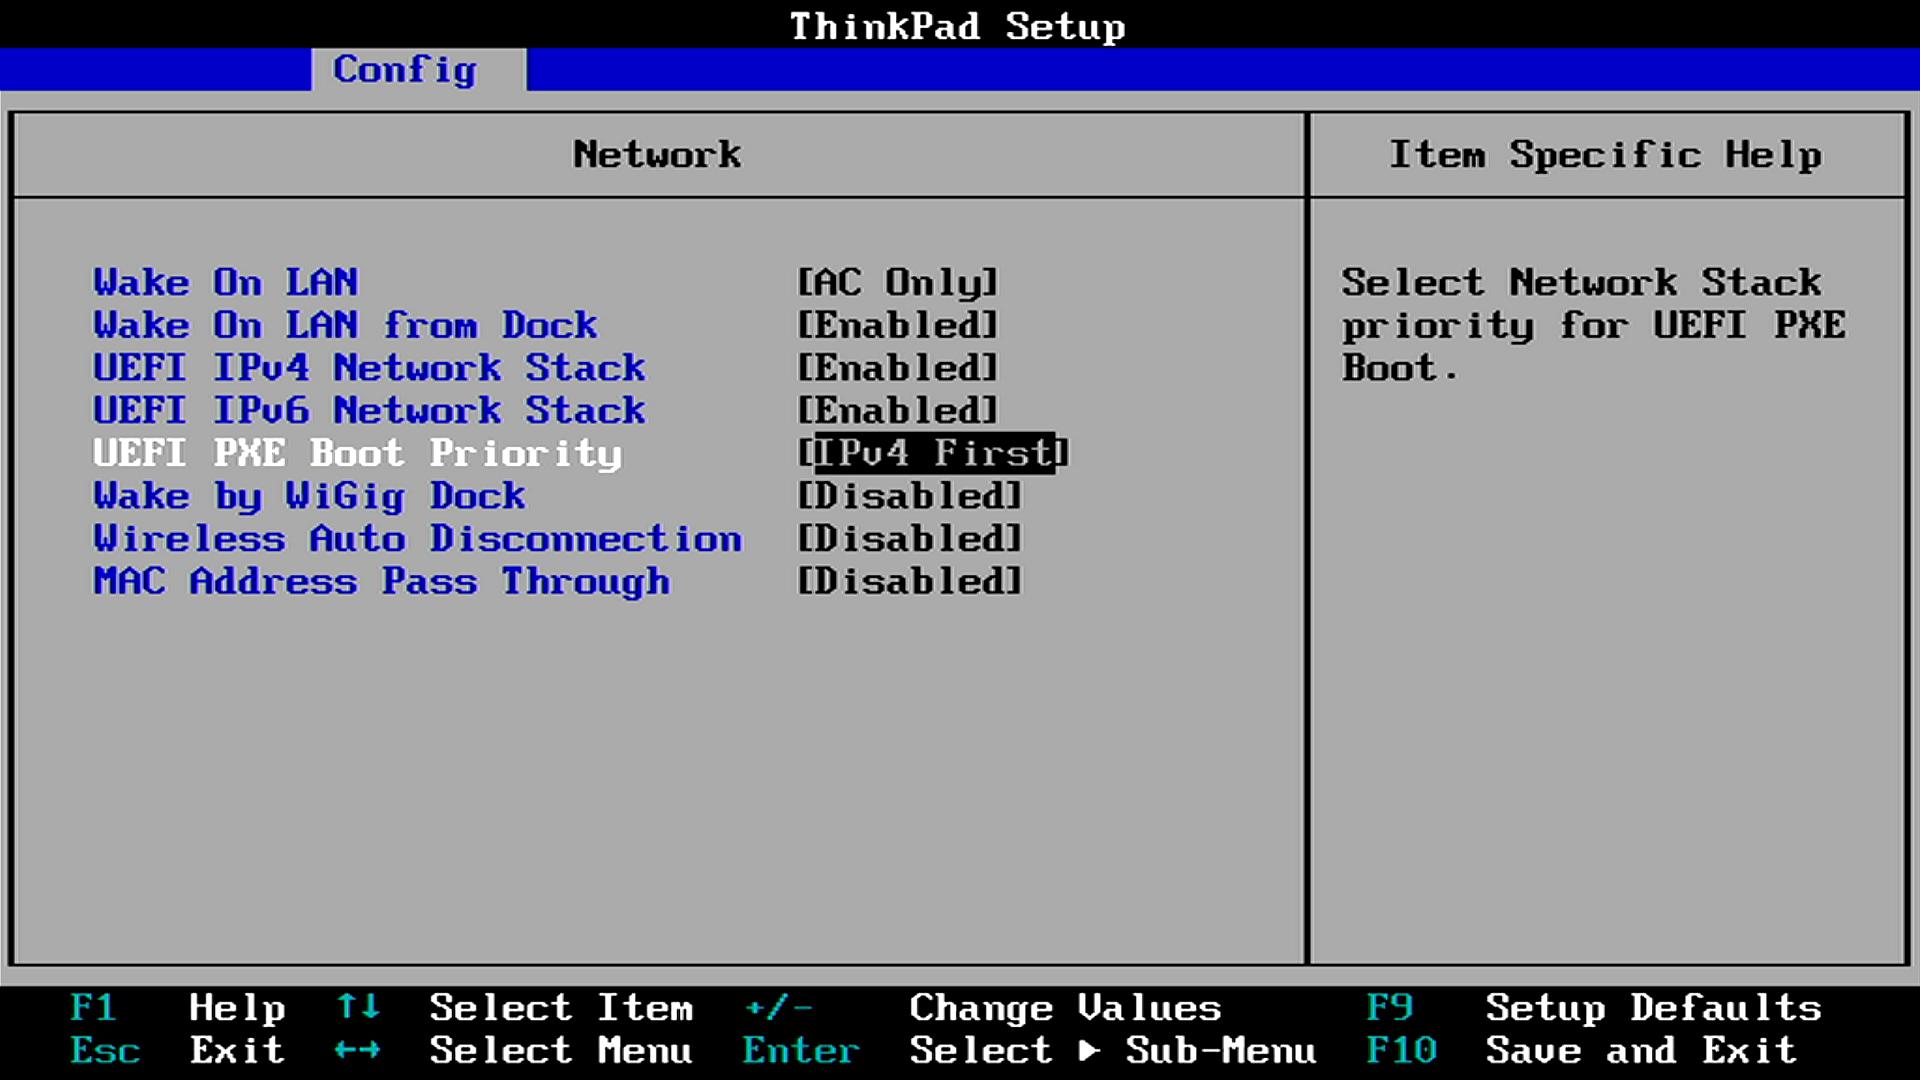 ThinkPad Setup
Config
Network
Item Specific Help
Wake On LAN [AC Only]
Wake On LAN from Dock [Enabled]
UEFI IPv4 Network Stack [Enabled]
UEFI IPv6 Network Stack [Enabled]
UEFI PXE Boot Priority [IPv4 First]
Wake by WiGig Dock [Disabled]
Wireless Auto Disconnection [Disabled]
MAC Address Pass Through [Disabled]
Select Network Stack
priority for UEFI PXE
Boot.
F1 Help ↑↓ Select Item +/- Change Values F9 Setup Defaults
Esc Exit ←→ Select Menu Enter Select ▶ Sub-Menu F10 Save and Exit